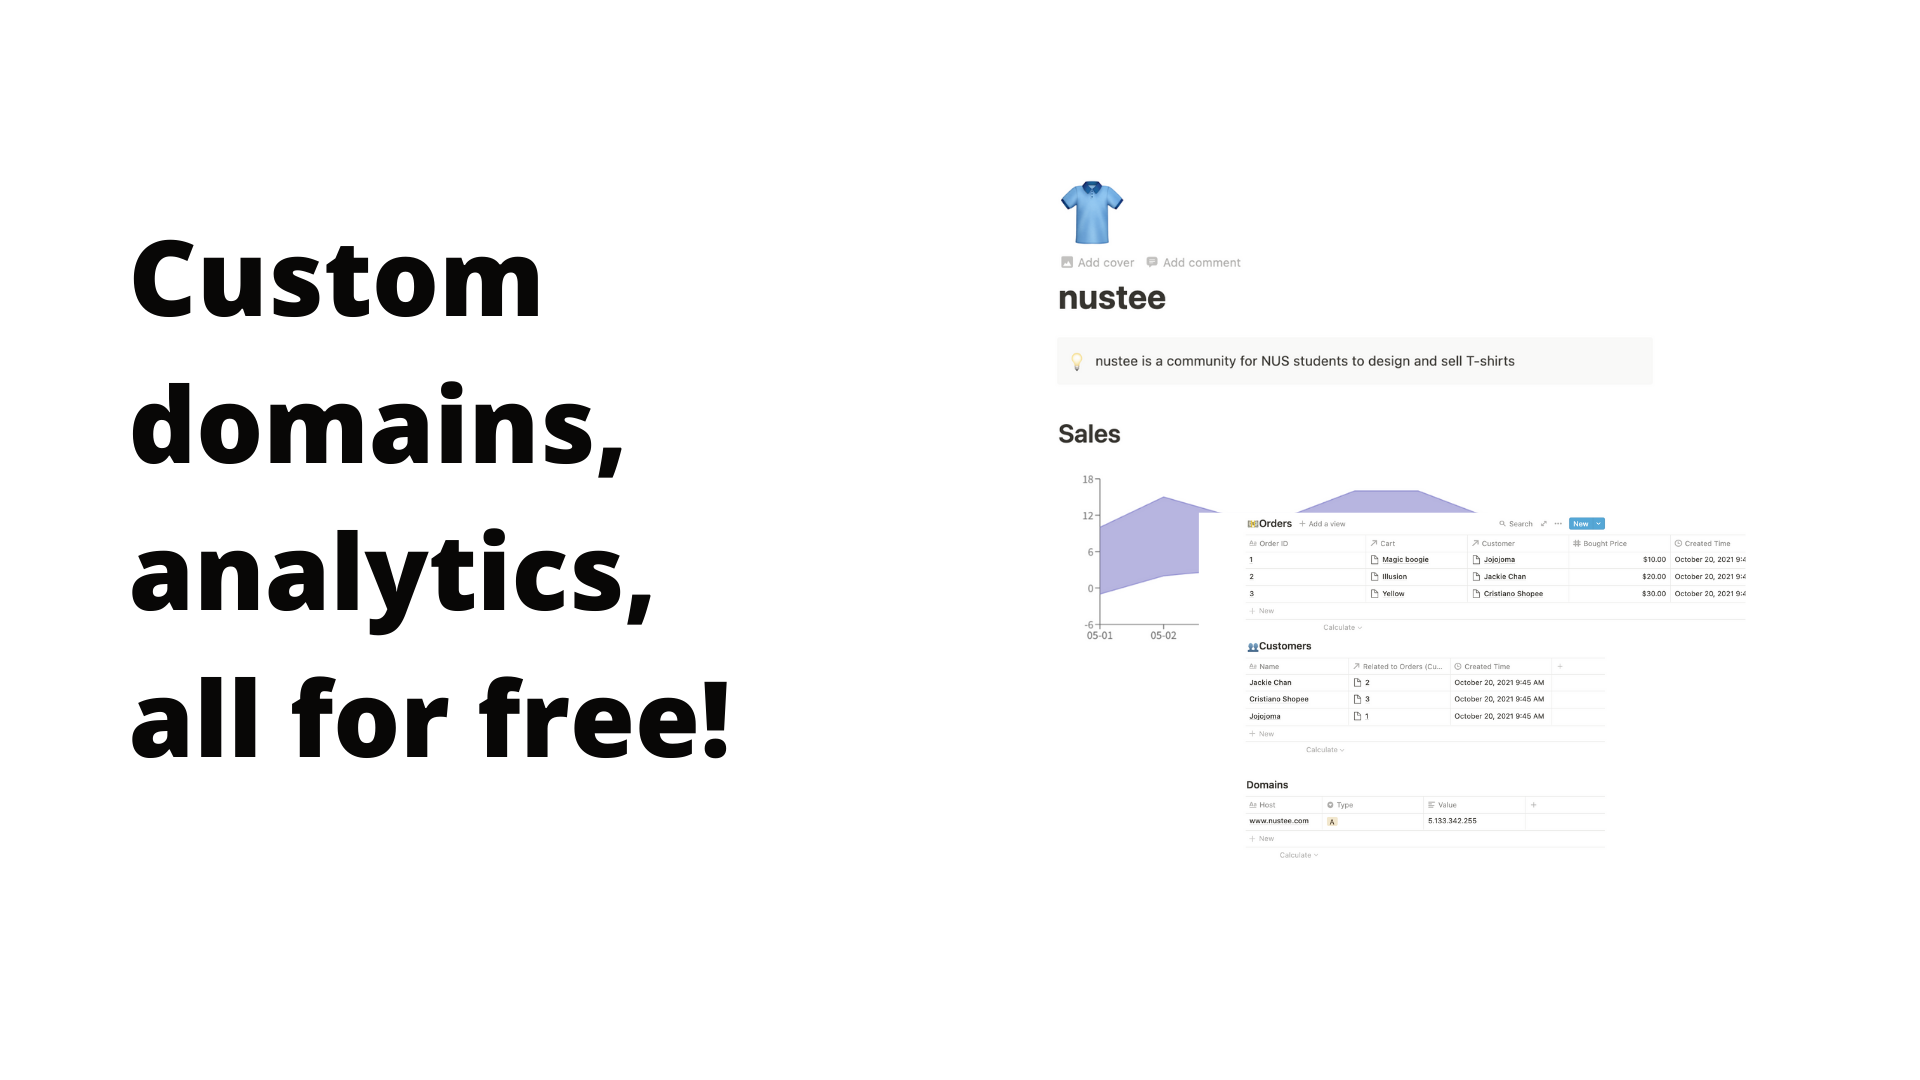 Custom
domains,
analytics,
all for free!
Add cover Add comment
nustee
nustee is a community for NUS students to design and sell T-shirts
Sales
18
12
6
0
-6
05-01 05-02
Orders + Add a view Search ... New
Aa Order ID Cart Customer # Bought Price Created Time
1 Magic boogie Jojojoma $10.00 October 20, 2021 9:4
2 Illusion Jackie Chan $20.00 October 20, 2021 9:4
3 Yellow Cristiano Shopee $30.00 October 20, 2021 9:4
+ New
Calculate
Customers
Aa Name Related to Orders (Cu... Created Time +
Jackie Chan 2 October 20, 2021 9:45 AM
Cristiano Shopee 3 October 20, 2021 9:45 AM
Jojojoma 1 October 20, 2021 9:45 AM
+ New
Calculate
Domains
Aa Host Type Value +
www.nustee.com A 5.133.342.255
+ New
Calculate